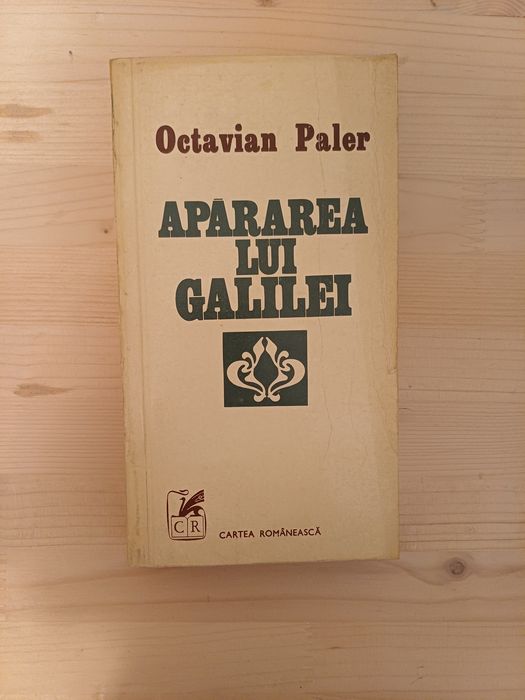 Octavian Paler
APĂRAREA
LUI
GALILEI
CR
CARTEA ROMÂNEASCĂ